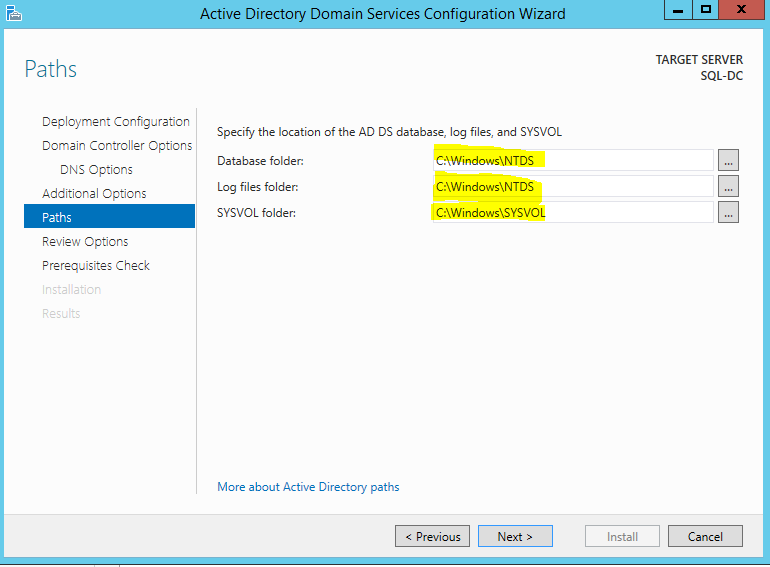 Active Directory Domain Services Configuration Wizard
Paths
TARGET SERVER
SQL-DC
Deployment Configuration
Domain Controller Options
DNS Options
Additional Options
Paths
Review Options
Prerequisites Check
Installation
Results
Specify the location of the AD DS database, log files, and SYSVOL
Database folder: C:\Windows\NTDS ...
Log files folder: C:\Windows\NTDS ...
SYSVOL folder: C:\Windows\SYSVOL ...
More about Active Directory paths
< Previous Next > Install Cancel